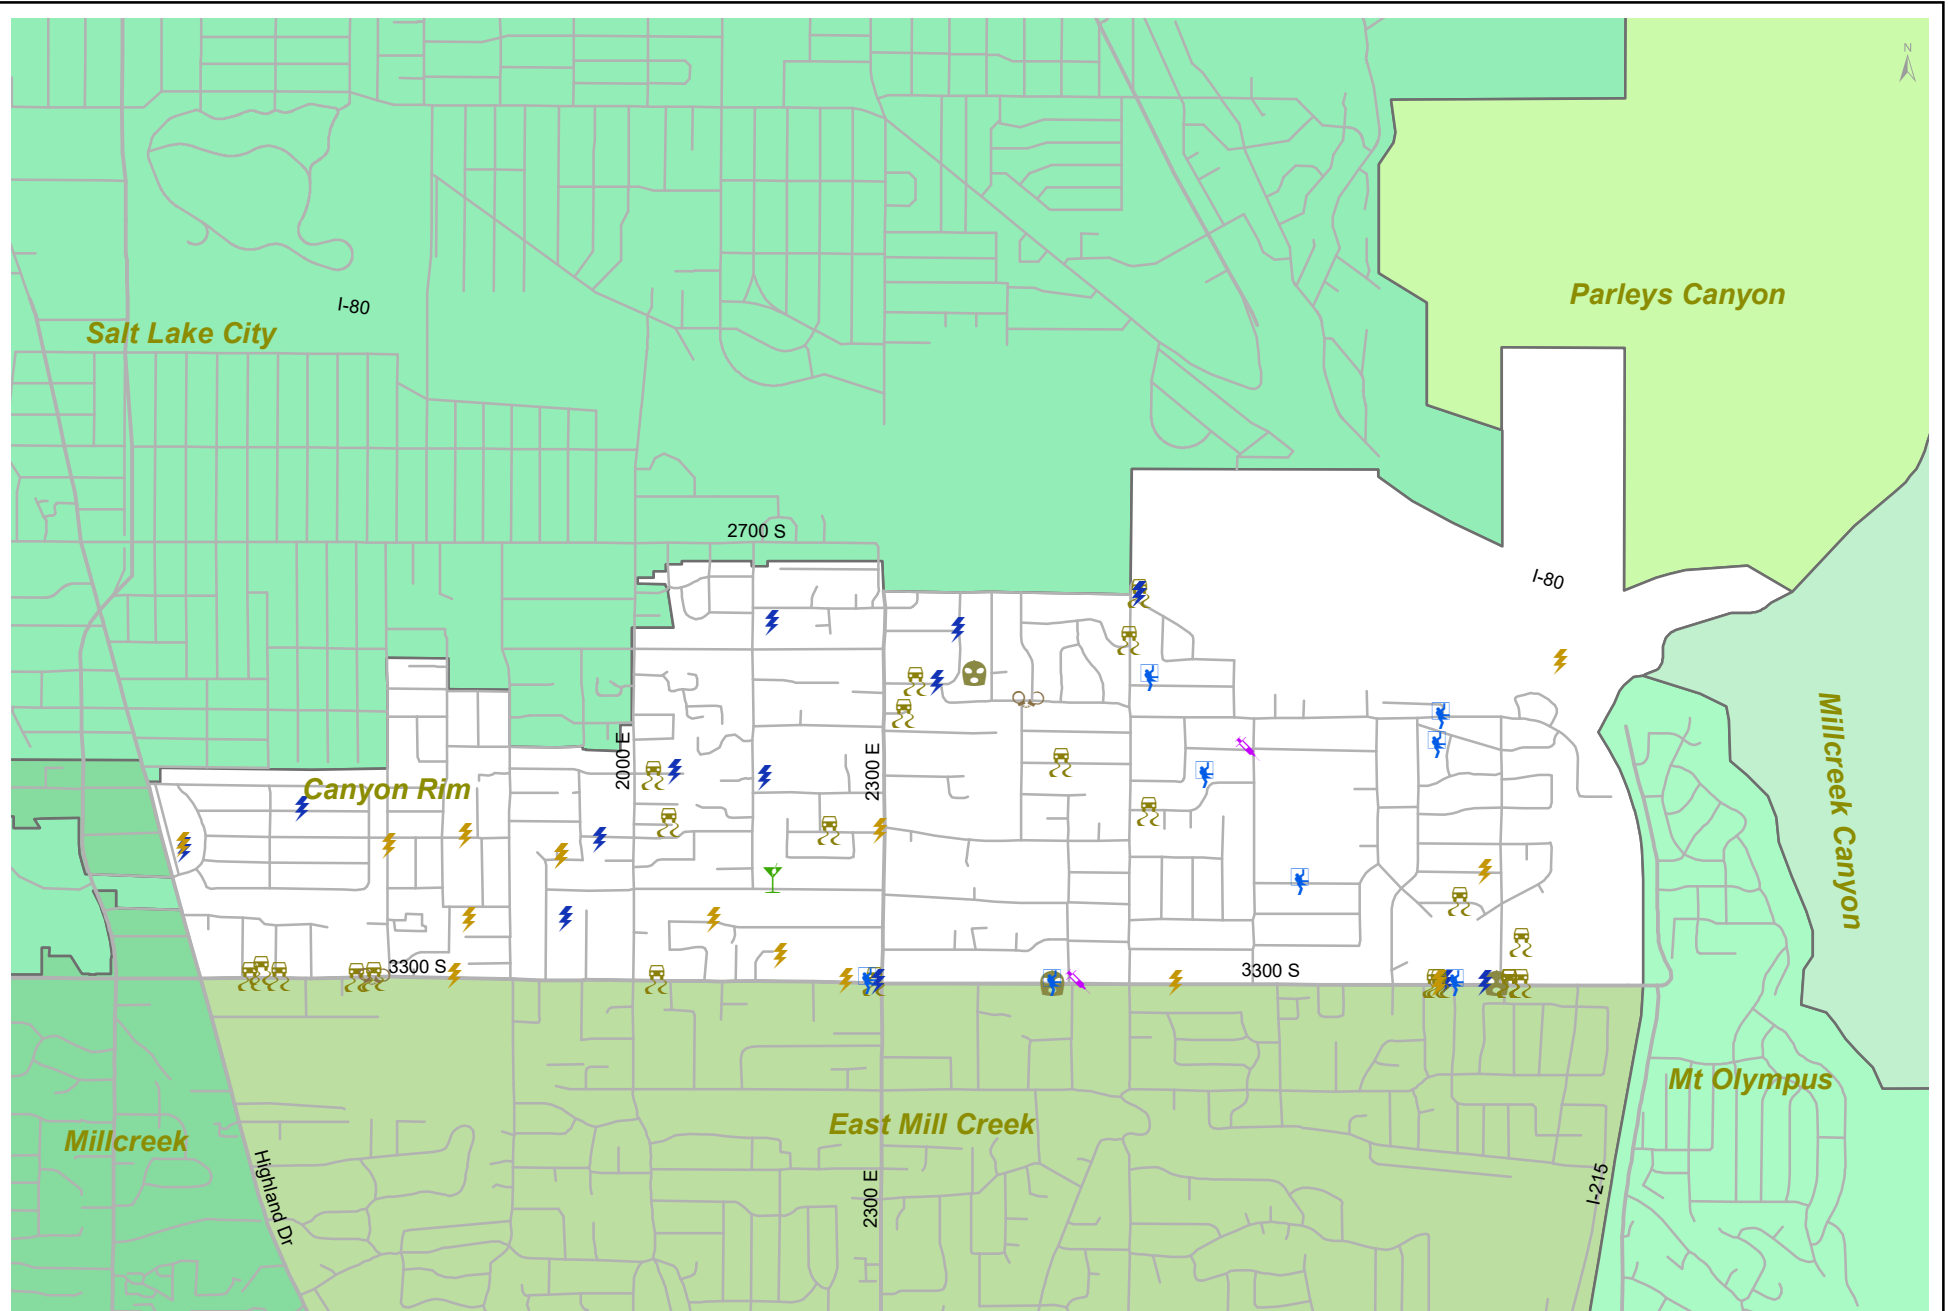 N
Parleys Canyon
I-80
Salt Lake City
2700 S
I-80
Millcreek Canyon
2000 E
2300 E
Canyon Rim
3300 S
3300 S
Mt Olympus
East Mill Creek
Millcreek
Highland Dr
2300 E
I-215